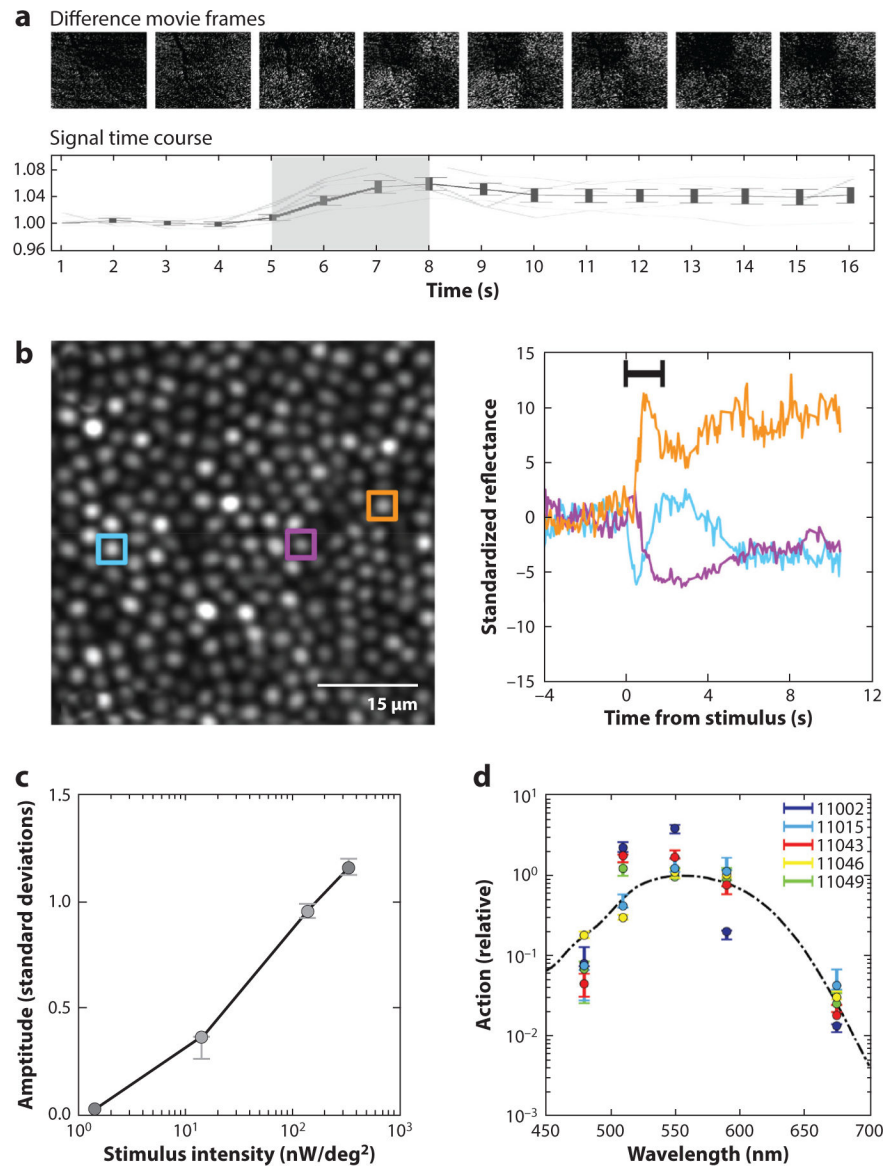 a
Difference movie frames
Signal time course
1.08
1.04
1.00
0.96
1 2 3 4 5 6 7 8 9 10 11 12 13 14 15 16
Time (s)
b
15 µm
Standardized reflectance
15
10
5
0
−5
−10
−15
−4 0 4 8 12
Time from stimulus (s)
c
Amptitude (standard deviations)
1.5
1.0
0.5
0.0
10⁰ 10¹ 10² 10³
Stimulus intensity (nW/deg²)
d
Action (relative)
10¹
10⁰
10⁻¹
10⁻²
10⁻³
11002
11015
11043
11046
11049
450 500 550 600 650 700
Wavelength (nm)